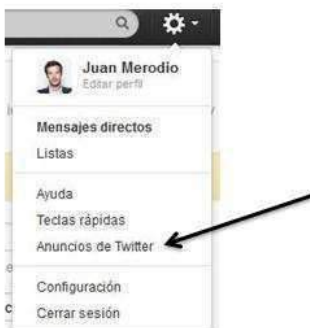 Juan Merodio
Editar perfil
Mensajes directos
Listas
Ayuda
Teclas rápidas
Anuncios de Twitter
Configuración
Cerrar sesión